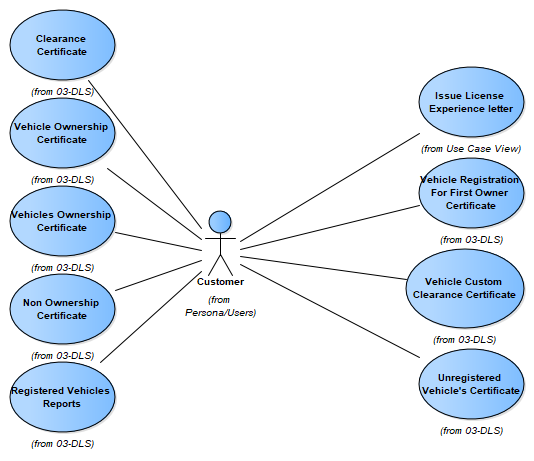 Clearance
Certificate
(from 03-DLS)
Vehicle Ownership
Certificate
(from 03-DLS)
Vehicles Ownership
Certificate
(from 03-DLS)
Non Ownership
Certificate
(from 03-DLS)
Registered Vehicles
Reports
(from 03-DLS)
Customer
(from
Persona/Users)
Issue License
Experience letter
(from Use Case View)
Vehicle Registration
For First Owner
Certificate
(from 03-DLS)
Vehicle Custom
Clearance Certificate
(from 03-DLS)
Unregistered
Vehicle's Certificate
(from 03-DLS)